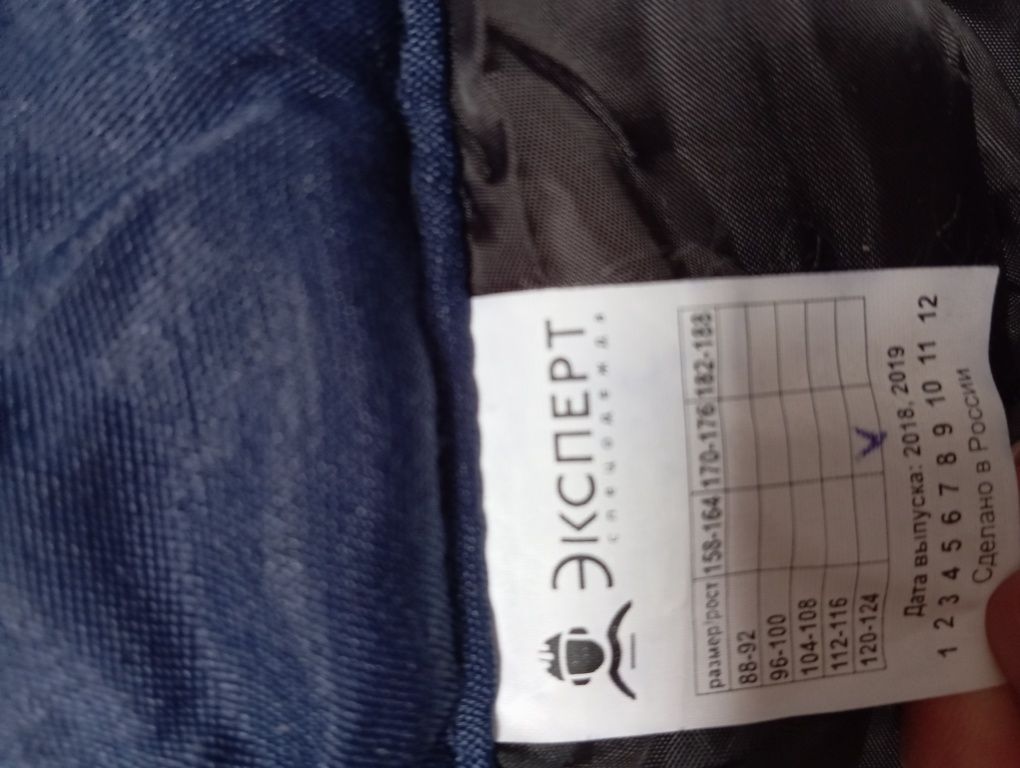 ЭКСПЕРТ
спецодежда
размер/рост 158-164 170-176 182-188
88-92
96-100
104-108
112-116
120-124 V
Дата выпуска: 2018, 2019
1 2 3 4 5 6 7 8 9 10 11 12
Сделано в России